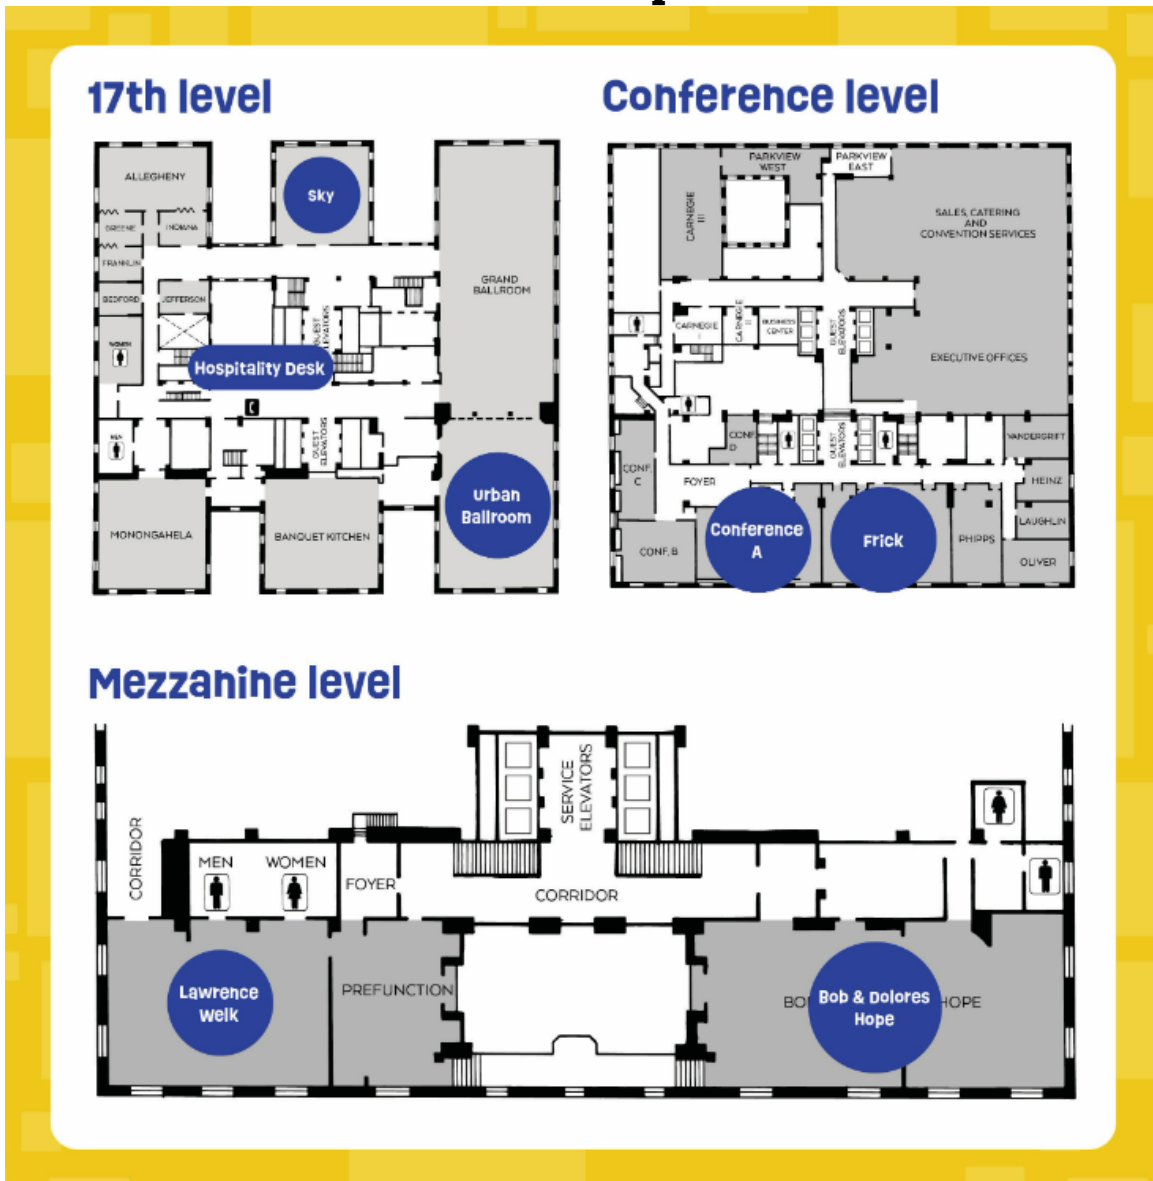 17th level
ALLEGHENY
GREENE
INDIANA
FRANKLIN
BEDFORD
JEFFERSON
WOMEN
MEN
Sky
GUEST
ELEVATORS
Hospitality Desk
GUEST
ELEVATORS
GRAND
BALLROOM
Urban
Ballroom
MONONGAHELA
BANQUET KITCHEN
Conference level
CARNEGIE
III
PARKVIEW
WEST
PARKVIEW
EAST
SALES, CATERING
AND
CONVENTION SERVICES
CARNEGIE
I
CARNEGIE
II
BUSINESS
CENTER
GUEST
ELEVATORS
EXECUTIVE OFFICES
CONF.
D
GUEST
ELEVATORS
VANDERGRIFT
CONF.
C
FOYER
HEINZ
Conference
A
Frick
PHIPPS
LAUGHLIN
CONF. B
OLIVER
Mezzanine level
SERVICE
ELEVATORS
CORRIDOR
MEN
WOMEN
FOYER
CORRIDOR
Lawrence
Welk
PREFUNCTION
BO
Bob & Dolores
Hope
HOPE